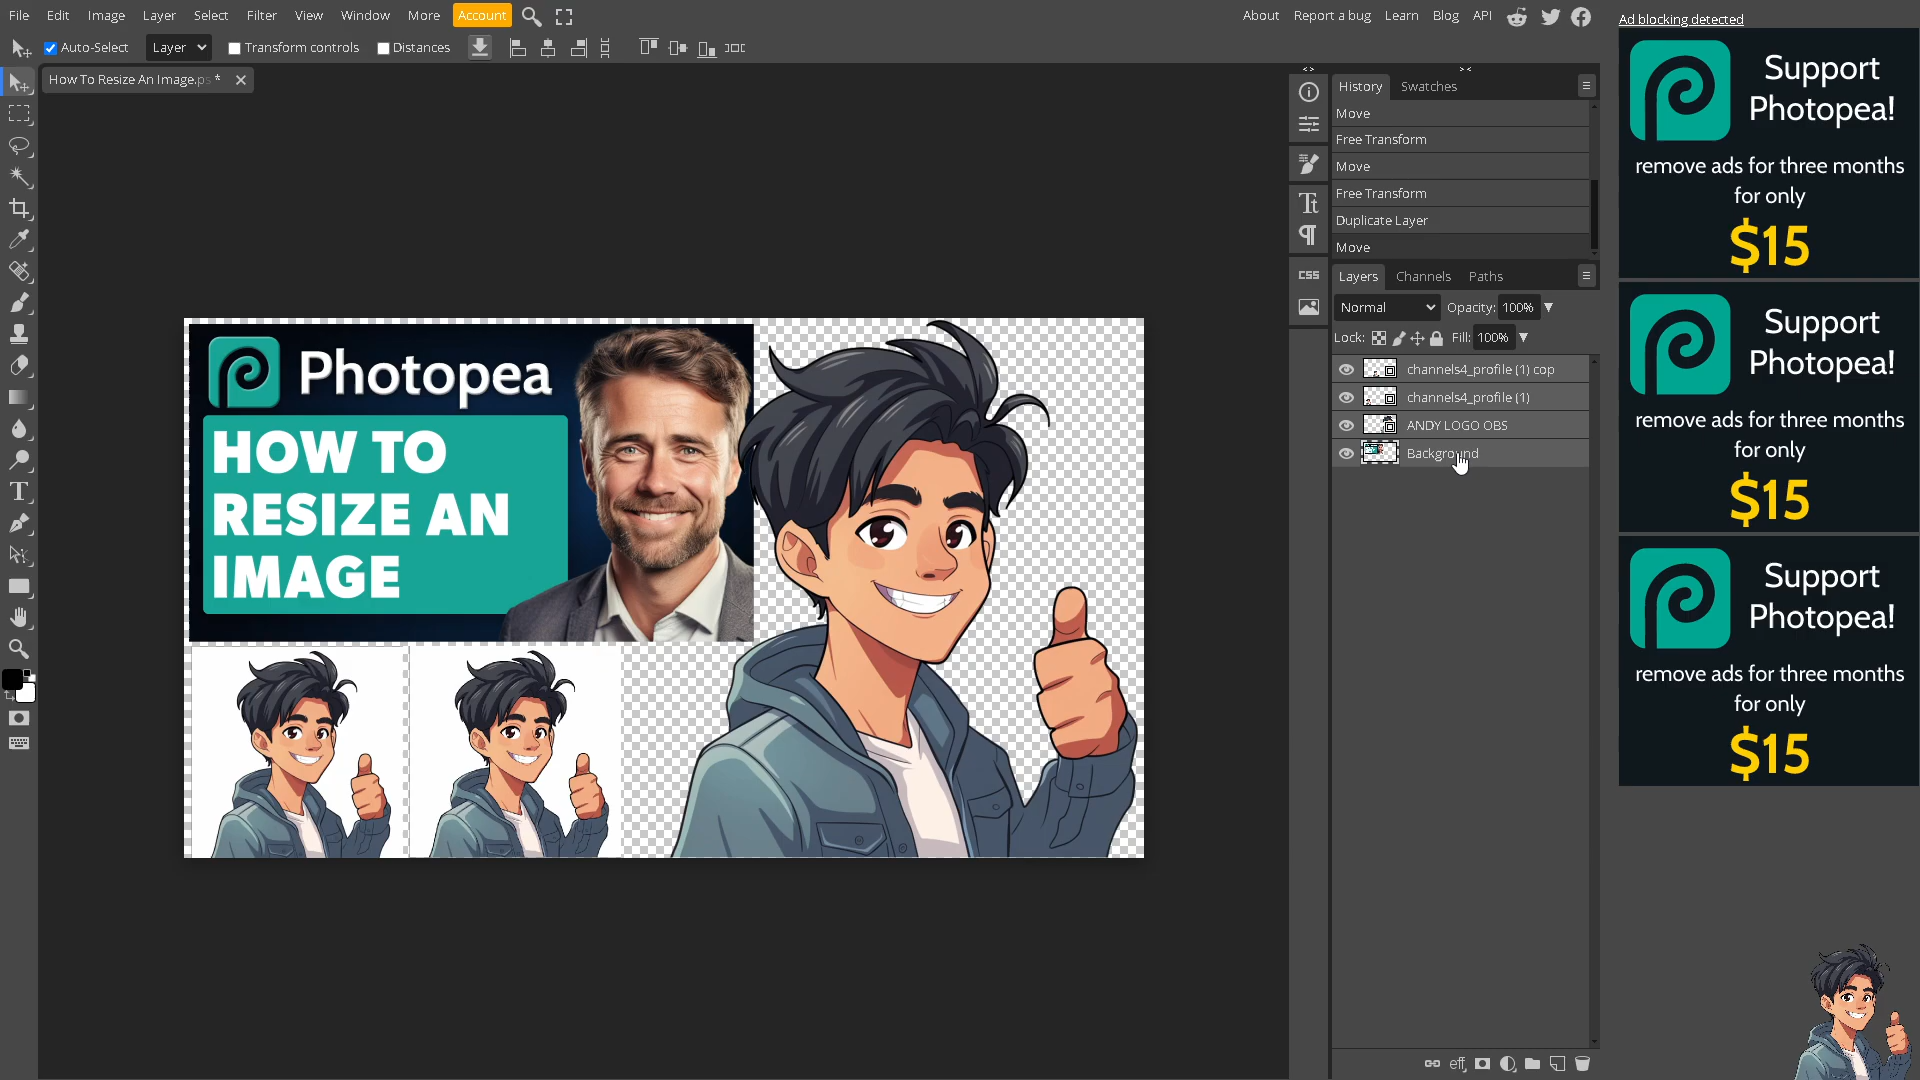 File Edit Image Layer Select Filter View Window More Account
About Report a bug Learn Blog API
Ad blocking detected
Auto-Select Layer Transform controls Distances
How To Resize An Image.ps *
History Swatches
Move
Free Transform
Move
Free Transform
Duplicate Layer
Move
Tt
CSS
Layers Channels Paths
Normal Opacity: 100%
Lock: Fill: 100%
channels4_profile (1) cop
channels4_profile (1)
ANDY LOGO OBS
Background
eff
Photopea
HOW TO
RESIZE AN
IMAGE
Support
Photopea!
remove ads for three months
for only
$15
Support
Photopea!
remove ads for three months
for only
$15
Support
Photopea!
remove ads for three months
for only
$15